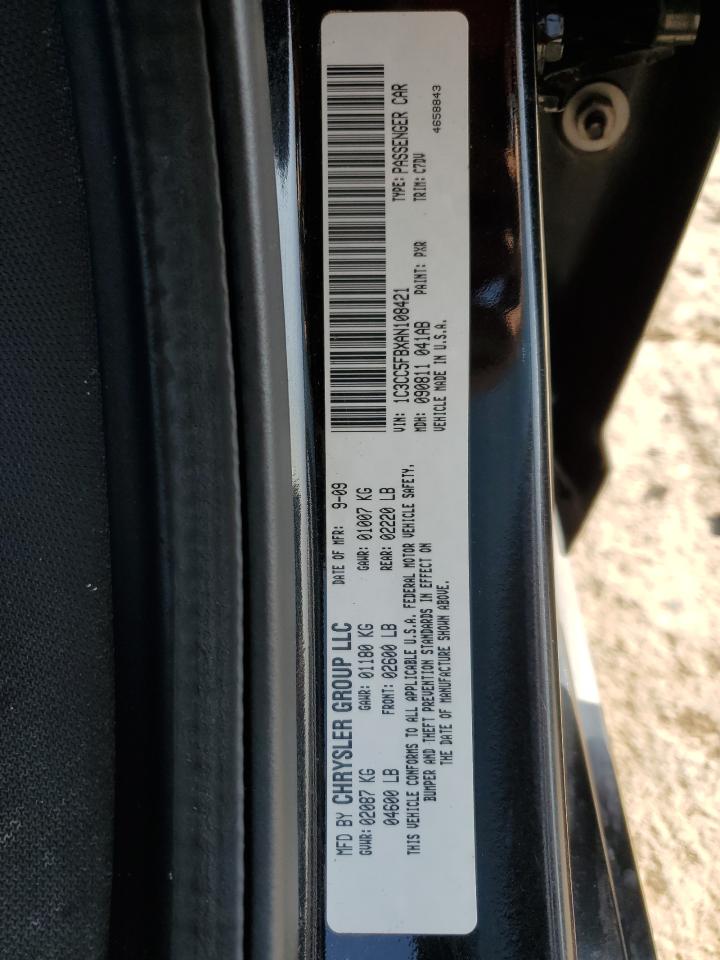 MFD BY CHRYSLER GROUP LLC DATE OF MFR: 9-09
GVWR: 02087 KG GAWR: 01180 KG GAWR: 01007 KG
04600 LB FRONT: 02600 LB REAR: 02220 LB
THIS VEHICLE CONFORMS TO ALL APPLICABLE U.S.A. FEDERAL MOTOR VEHICLE SAFETY,
BUMPER AND THEFT PREVENTION STANDARDS IN EFFECT ON
THE DATE OF MANUFACTURE SHOWN ABOVE.
VIN: 1C3CC5FBXAN108421 TYPE: PASSENGER CAR
MDH: 090811 041AB PAINT: PXR TRIM: C7DV
VEHICLE MADE IN U.S.A. 4658843